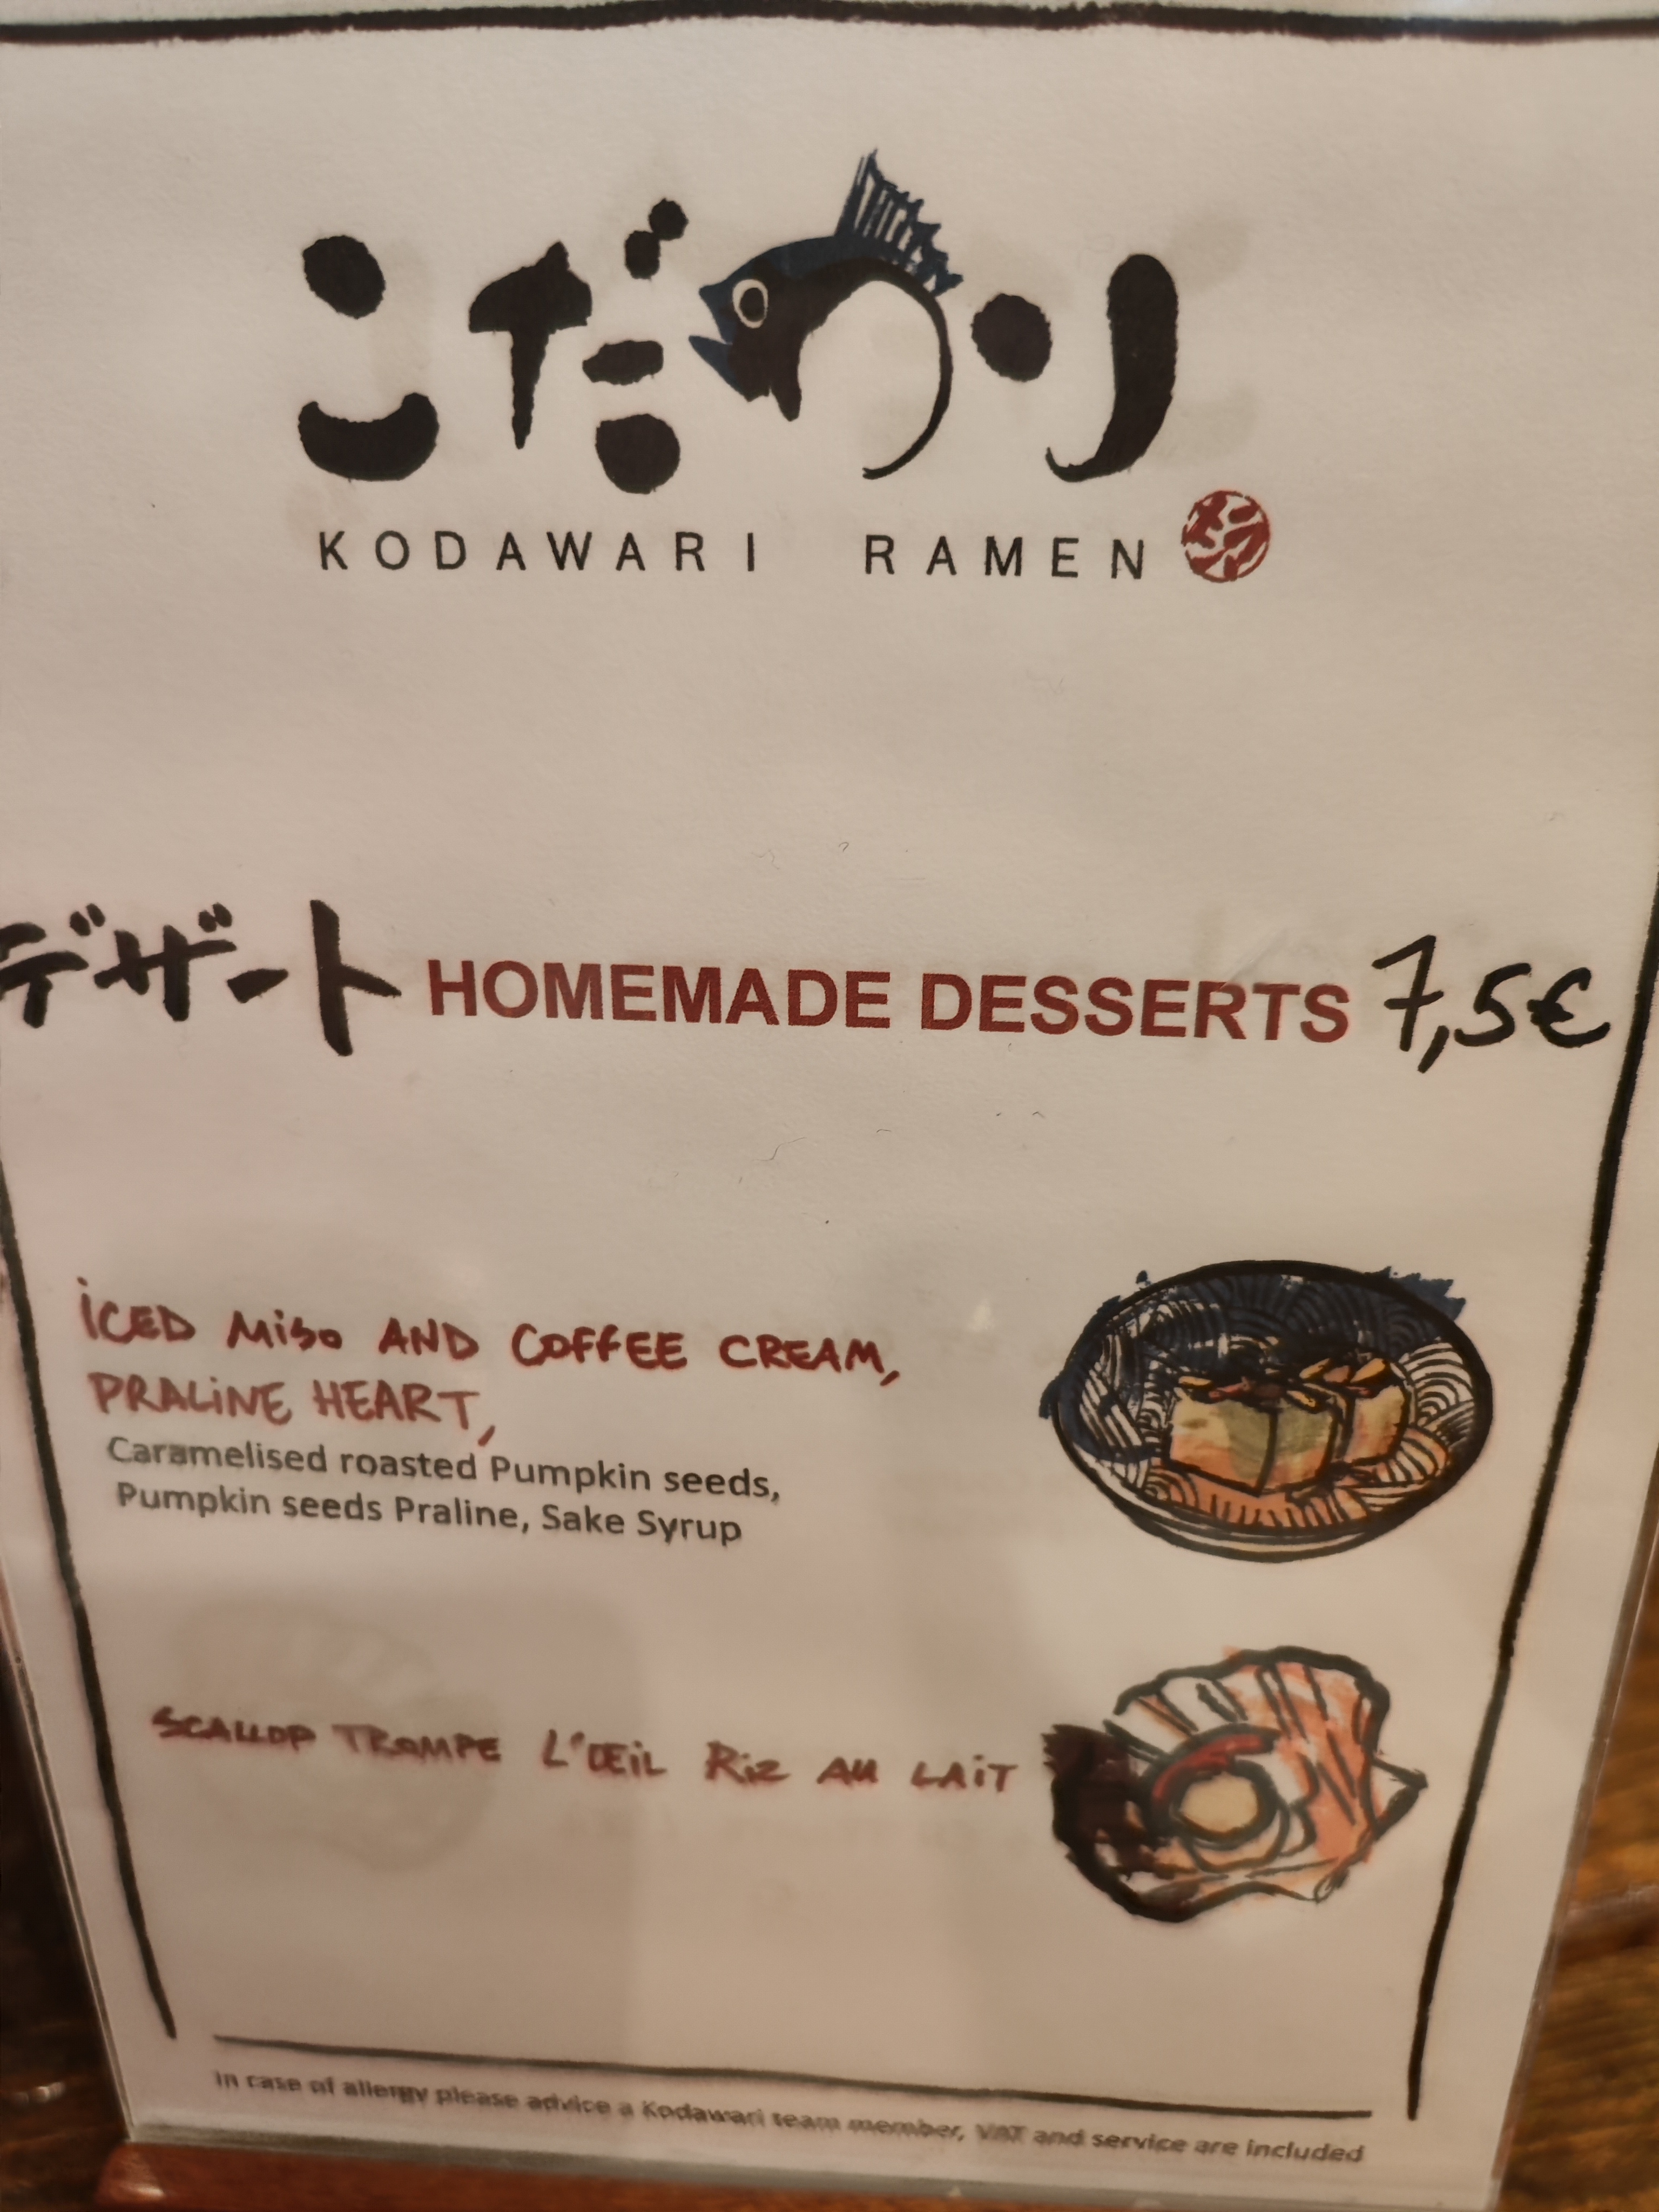 こだわり
KODAWARI RAMEN
デザート HOMEMADE DESSERTS 7,5€
ICED MISO AND COFFEE CREAM,
PRALINE HEART,
Caramelised roasted Pumpkin seeds,
Pumpkin seeds Praline, Sake Syrup
SCALLOP TROMPE L'ŒIL RIZ AU LAIT
In case of allergy please advice a Kodawari team member, VAT and service are included